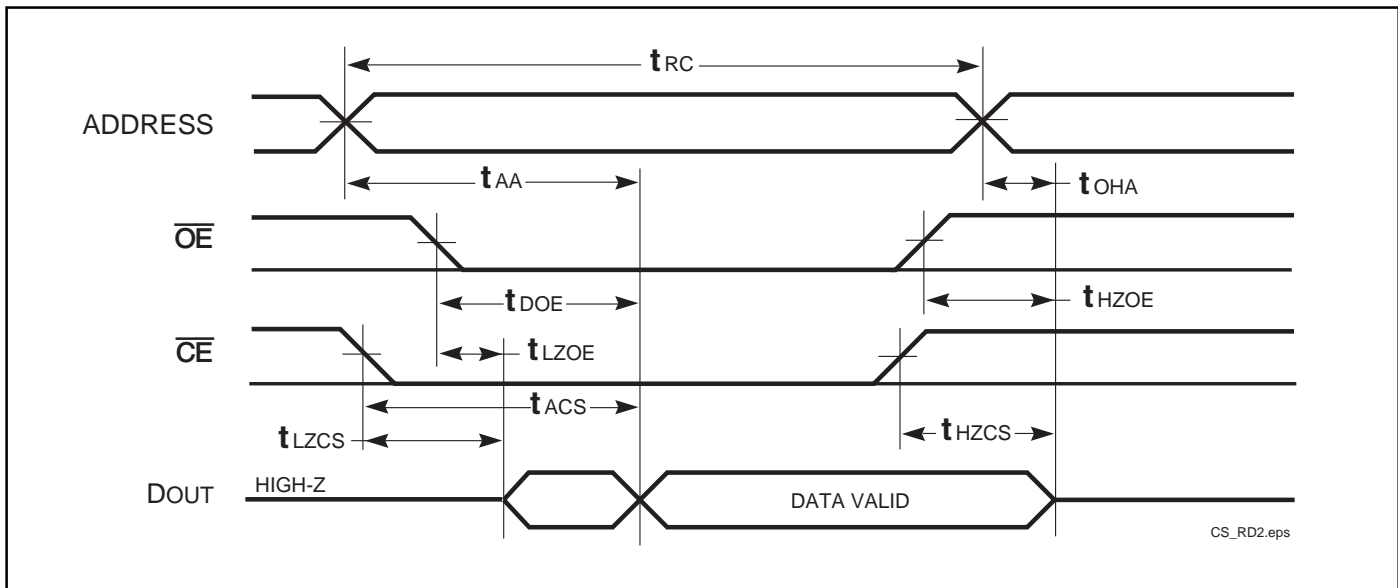 tRC
ADDRESS
tAA
tOHA
OE
tDOE
tHZOE
CE
tLZOE
tACS
tLZCS
tHZCS
DOUT
HIGH-Z
DATA VALID
CS_RD2.eps